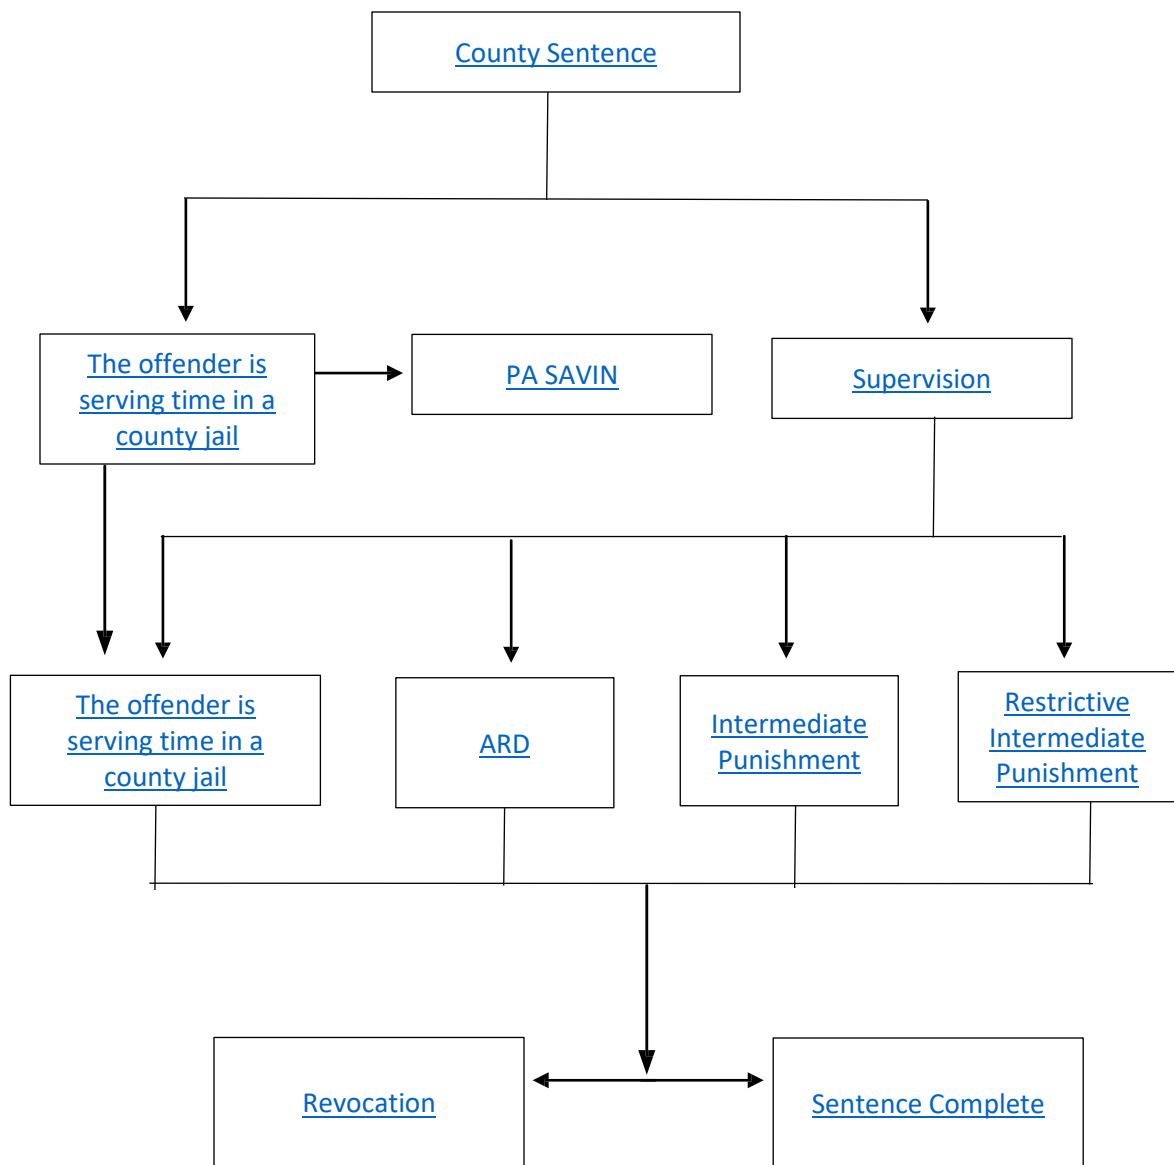 County Sentence
The offender is
serving time in a
county jail
PA SAVIN
Supervision
The offender is
serving time in a
county jail
ARD
Intermediate
Punishment
Restrictive
Intermediate
Punishment
Revocation
Sentence Complete